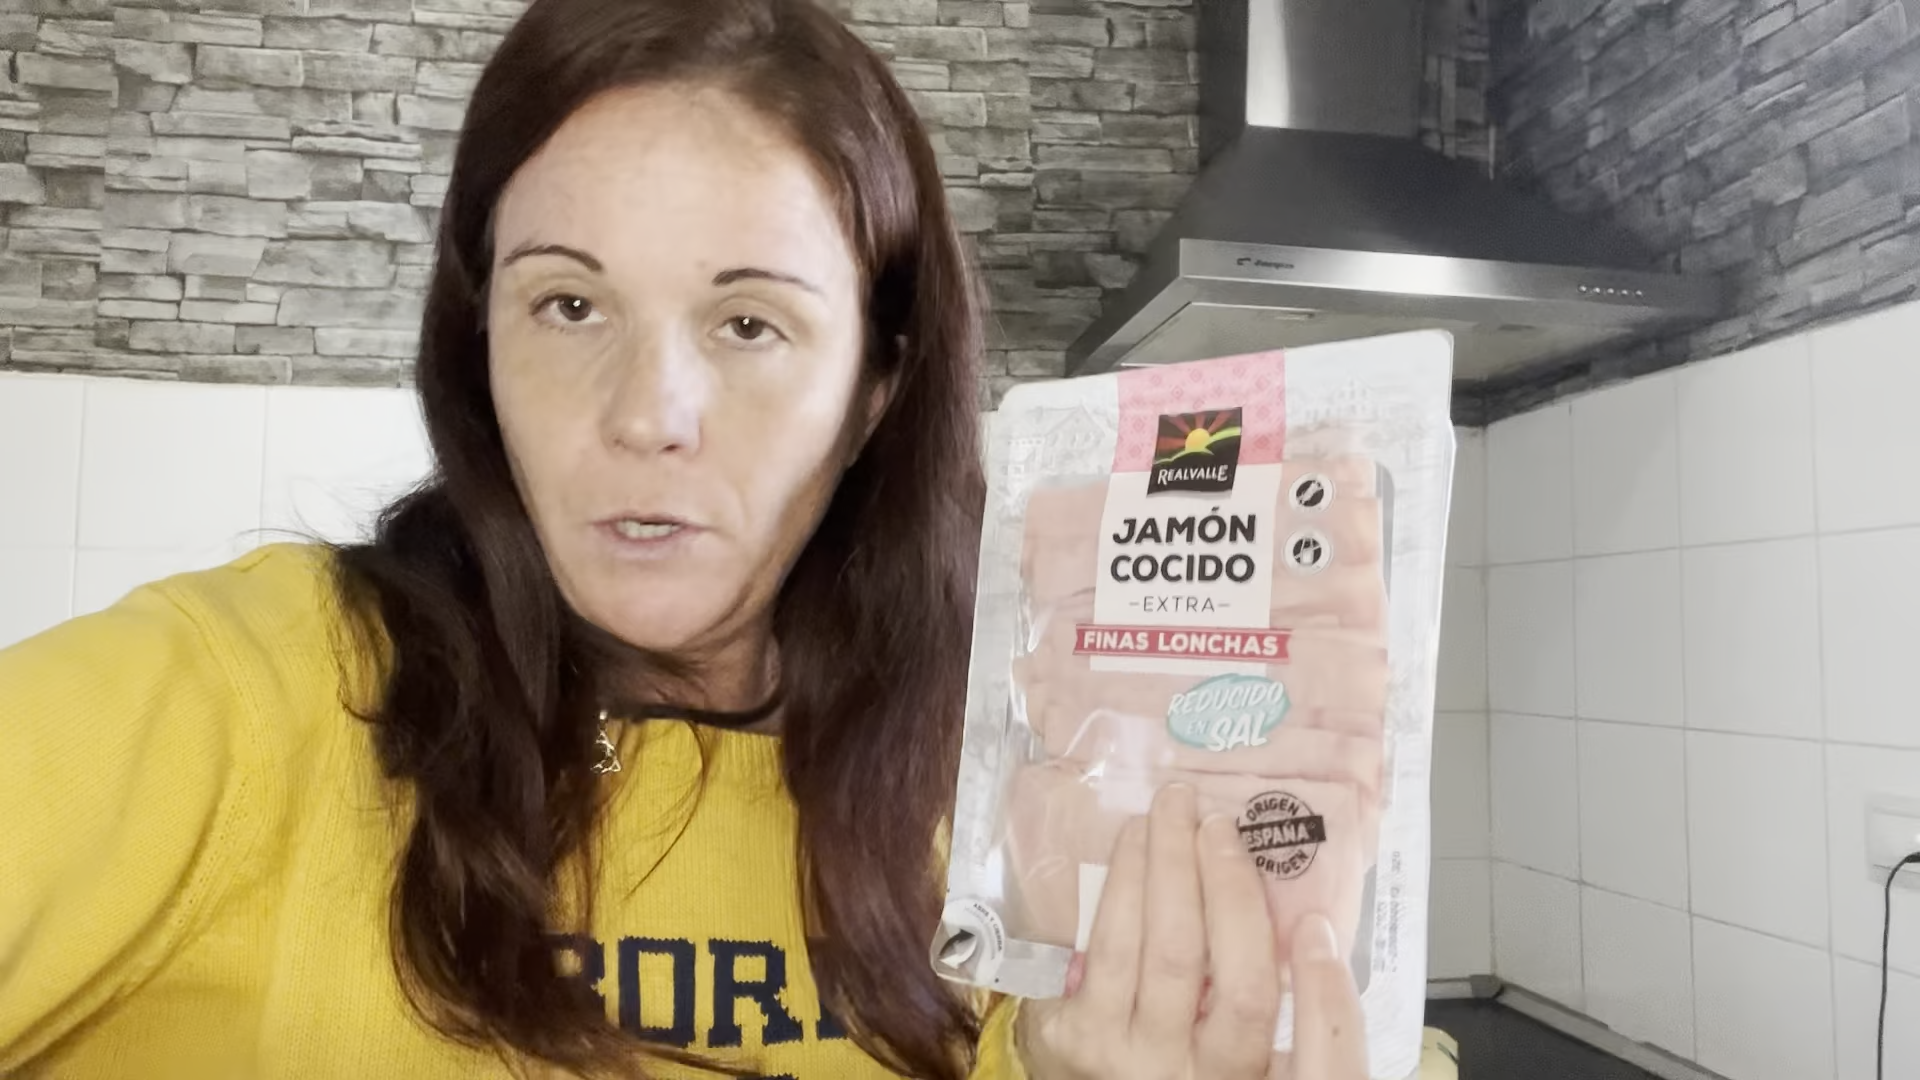 REALVALLE
JAMÓN
COCIDO
-EXTRA-
FINAS LONCHAS
REDUCIDO
EN SAL
ORIGEN
ESPAÑA
ORIGEN